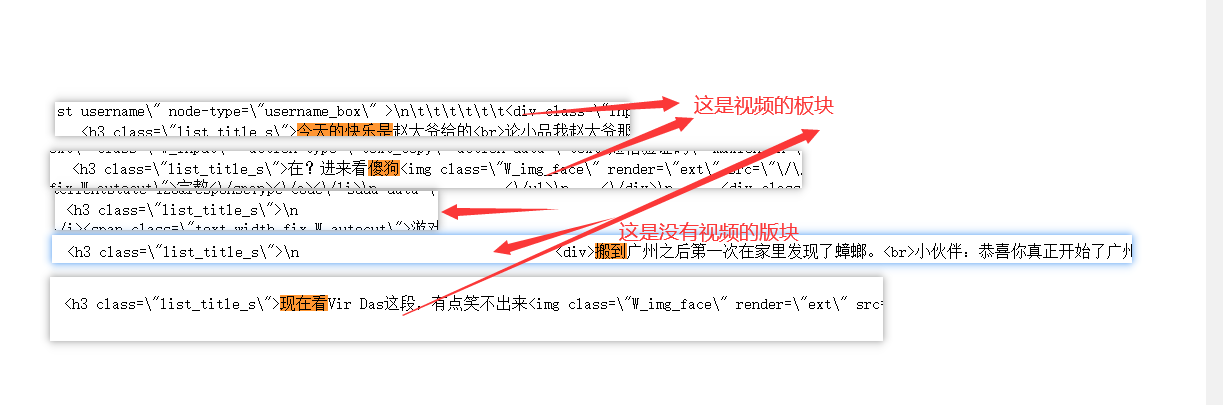 st username\" node-type=\"username_box\" >\n\t\t\t\t\t\t<div class=\"inp
这是视频的板块
<h3 class=\"list_title_s\">今天的快乐是赵大爷给的<br>论小品我赵大爷那
<h3 class=\"list_title_s\">在？进来看傻狗<img class=\"W_img_face\" render=\"ext\" src=\"\/\
<h3 class=\"list_title_s\">\n
/i><span class=\"text width fix W_autocut\">游戏
这是没有视频的版块
<h3 class=\"list_title_s\">\n <div>搬到广州之后第一次在家里发现了蟑螂。<br>小伙伴：恭喜你真正开始了广州
<h3 class=\"list_title_s\">现在看Vir Das这段，有点笑不出来<img class=\"W_img_face\" render=\"ext\" src=